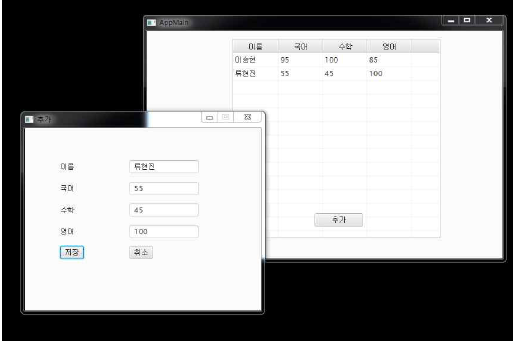 AppMain
이름 국어 수학 영어
이승현 95 100 85
류현진 55 45 100
추가
추가
이름 류현진
국어 55
수학 45
영어 100
저장 취소